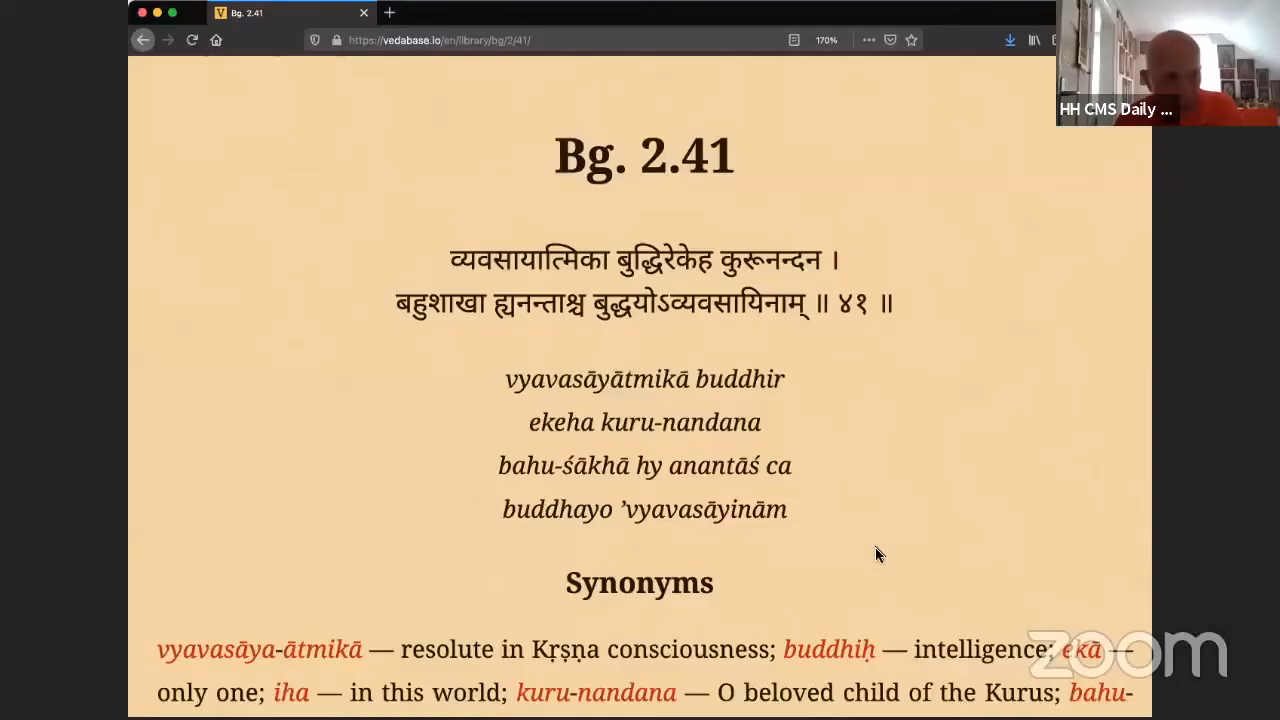 Bg. 2.41
https://vedabase.io/en/library/bg/2/41/
170%
HH CMS Daily ...
Bg. 2.41
व्यवसायात्मिका बुद्धिरेकेह कुरूनन्दन ।
बहुशाखा ह्यनन्ताश्च बुद्धयोऽव्यवसायिनाम् ॥ ४१ ॥
vyavasāyātmikā buddhir
ekeha kuru-nandana
bahu-śākhā hy anantāś ca
buddhayo ’vyavasāyinām
Synonyms
vyavasāya-ātmikā — resolute in Kṛṣṇa consciousness; buddhiḥ — intelligence; ekā —
only one; iha — in this world; kuru-nandana — O beloved child of the Kurus; bahu-
zoom